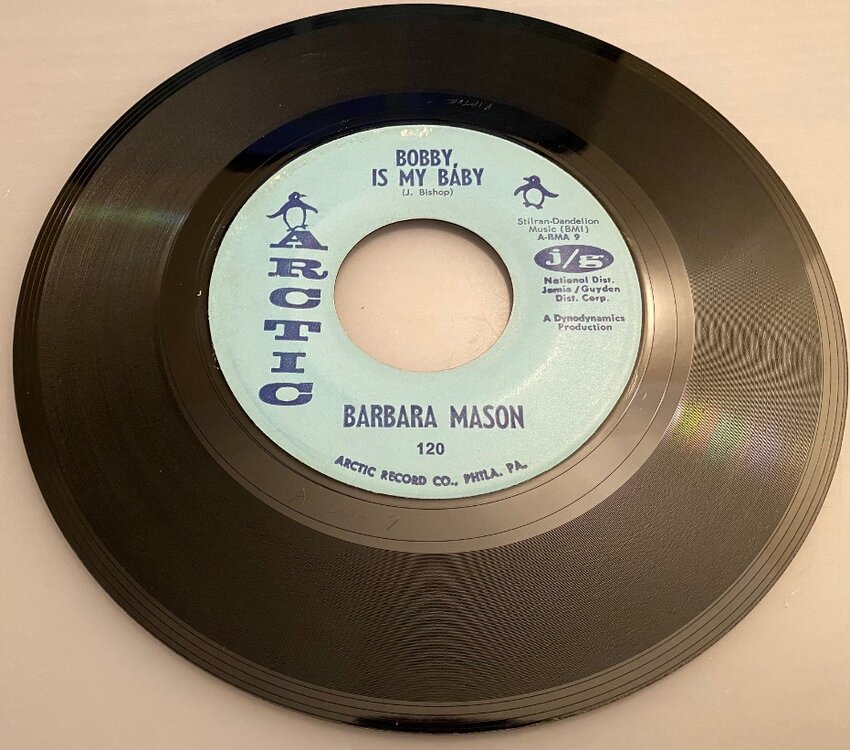 BOBBY,
IS MY BABY
(J. Bishop)
ARCTIC
Stilran-Dandelion
Music (BMI)
A-BMA 9
j/g
National Dist.
Jamie/Guyden
Dist. Corp.
A Dynodynamics
Production
BARBARA MASON
120
ARCTIC RECORD CO., PHILA. PA.